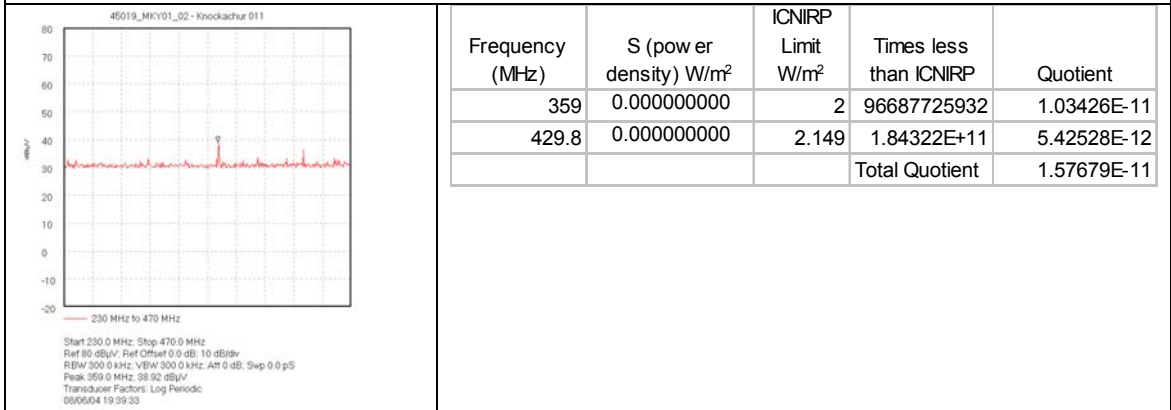 45019_MKY01_02 - Knockachur 011
80
70
60
50
40
30
20
10
0
-10
-20
dBµV
230 MHz to 470 MHz
Start 230.0 MHz; Stop 470.0 MHz
Ref 80 dBµV; Ref Offset 0.0 dB; 10 dB/div
RBW 300.0 kHz; VBW 300.0 kHz; Att 0 dB; Swp 0.0 pS
Peak 359.0 MHz, 38.92 dBµV
Transducer Factors: Log Periodic
08/06/04 19:39:33
Frequency (MHz) S (pow er density) W/m² ICNIRP Limit W/m² Times less than ICNIRP Quotient
359 0.000000000 2 96687725932 1.03426E-11
429.8 0.000000000 2.149 1.84322E+11 5.42528E-12
Total Quotient 1.57679E-11